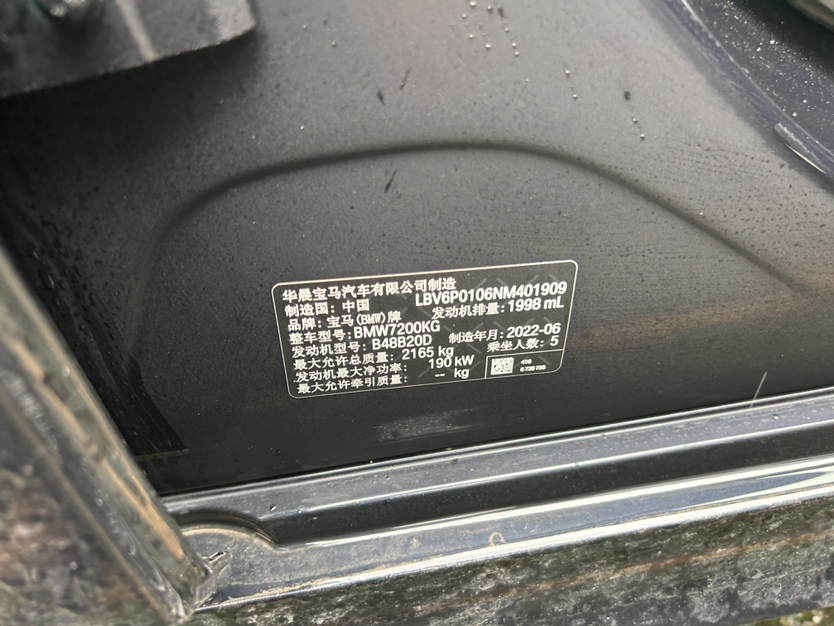 华晨宝马汽车有限公司制造
制造国: 中国 LBV6P0106NM401909
品牌: 宝马(BMW)牌 发动机排量: 1998 mL
整车型号: BMW7200KG
发动机型号: B48B20D 制造年月: 2022-06
最大允许总质量: 2165 kg 乘坐人数: 5
发动机最大净功率: 190 kW
最大允许牵引质量: -- kg